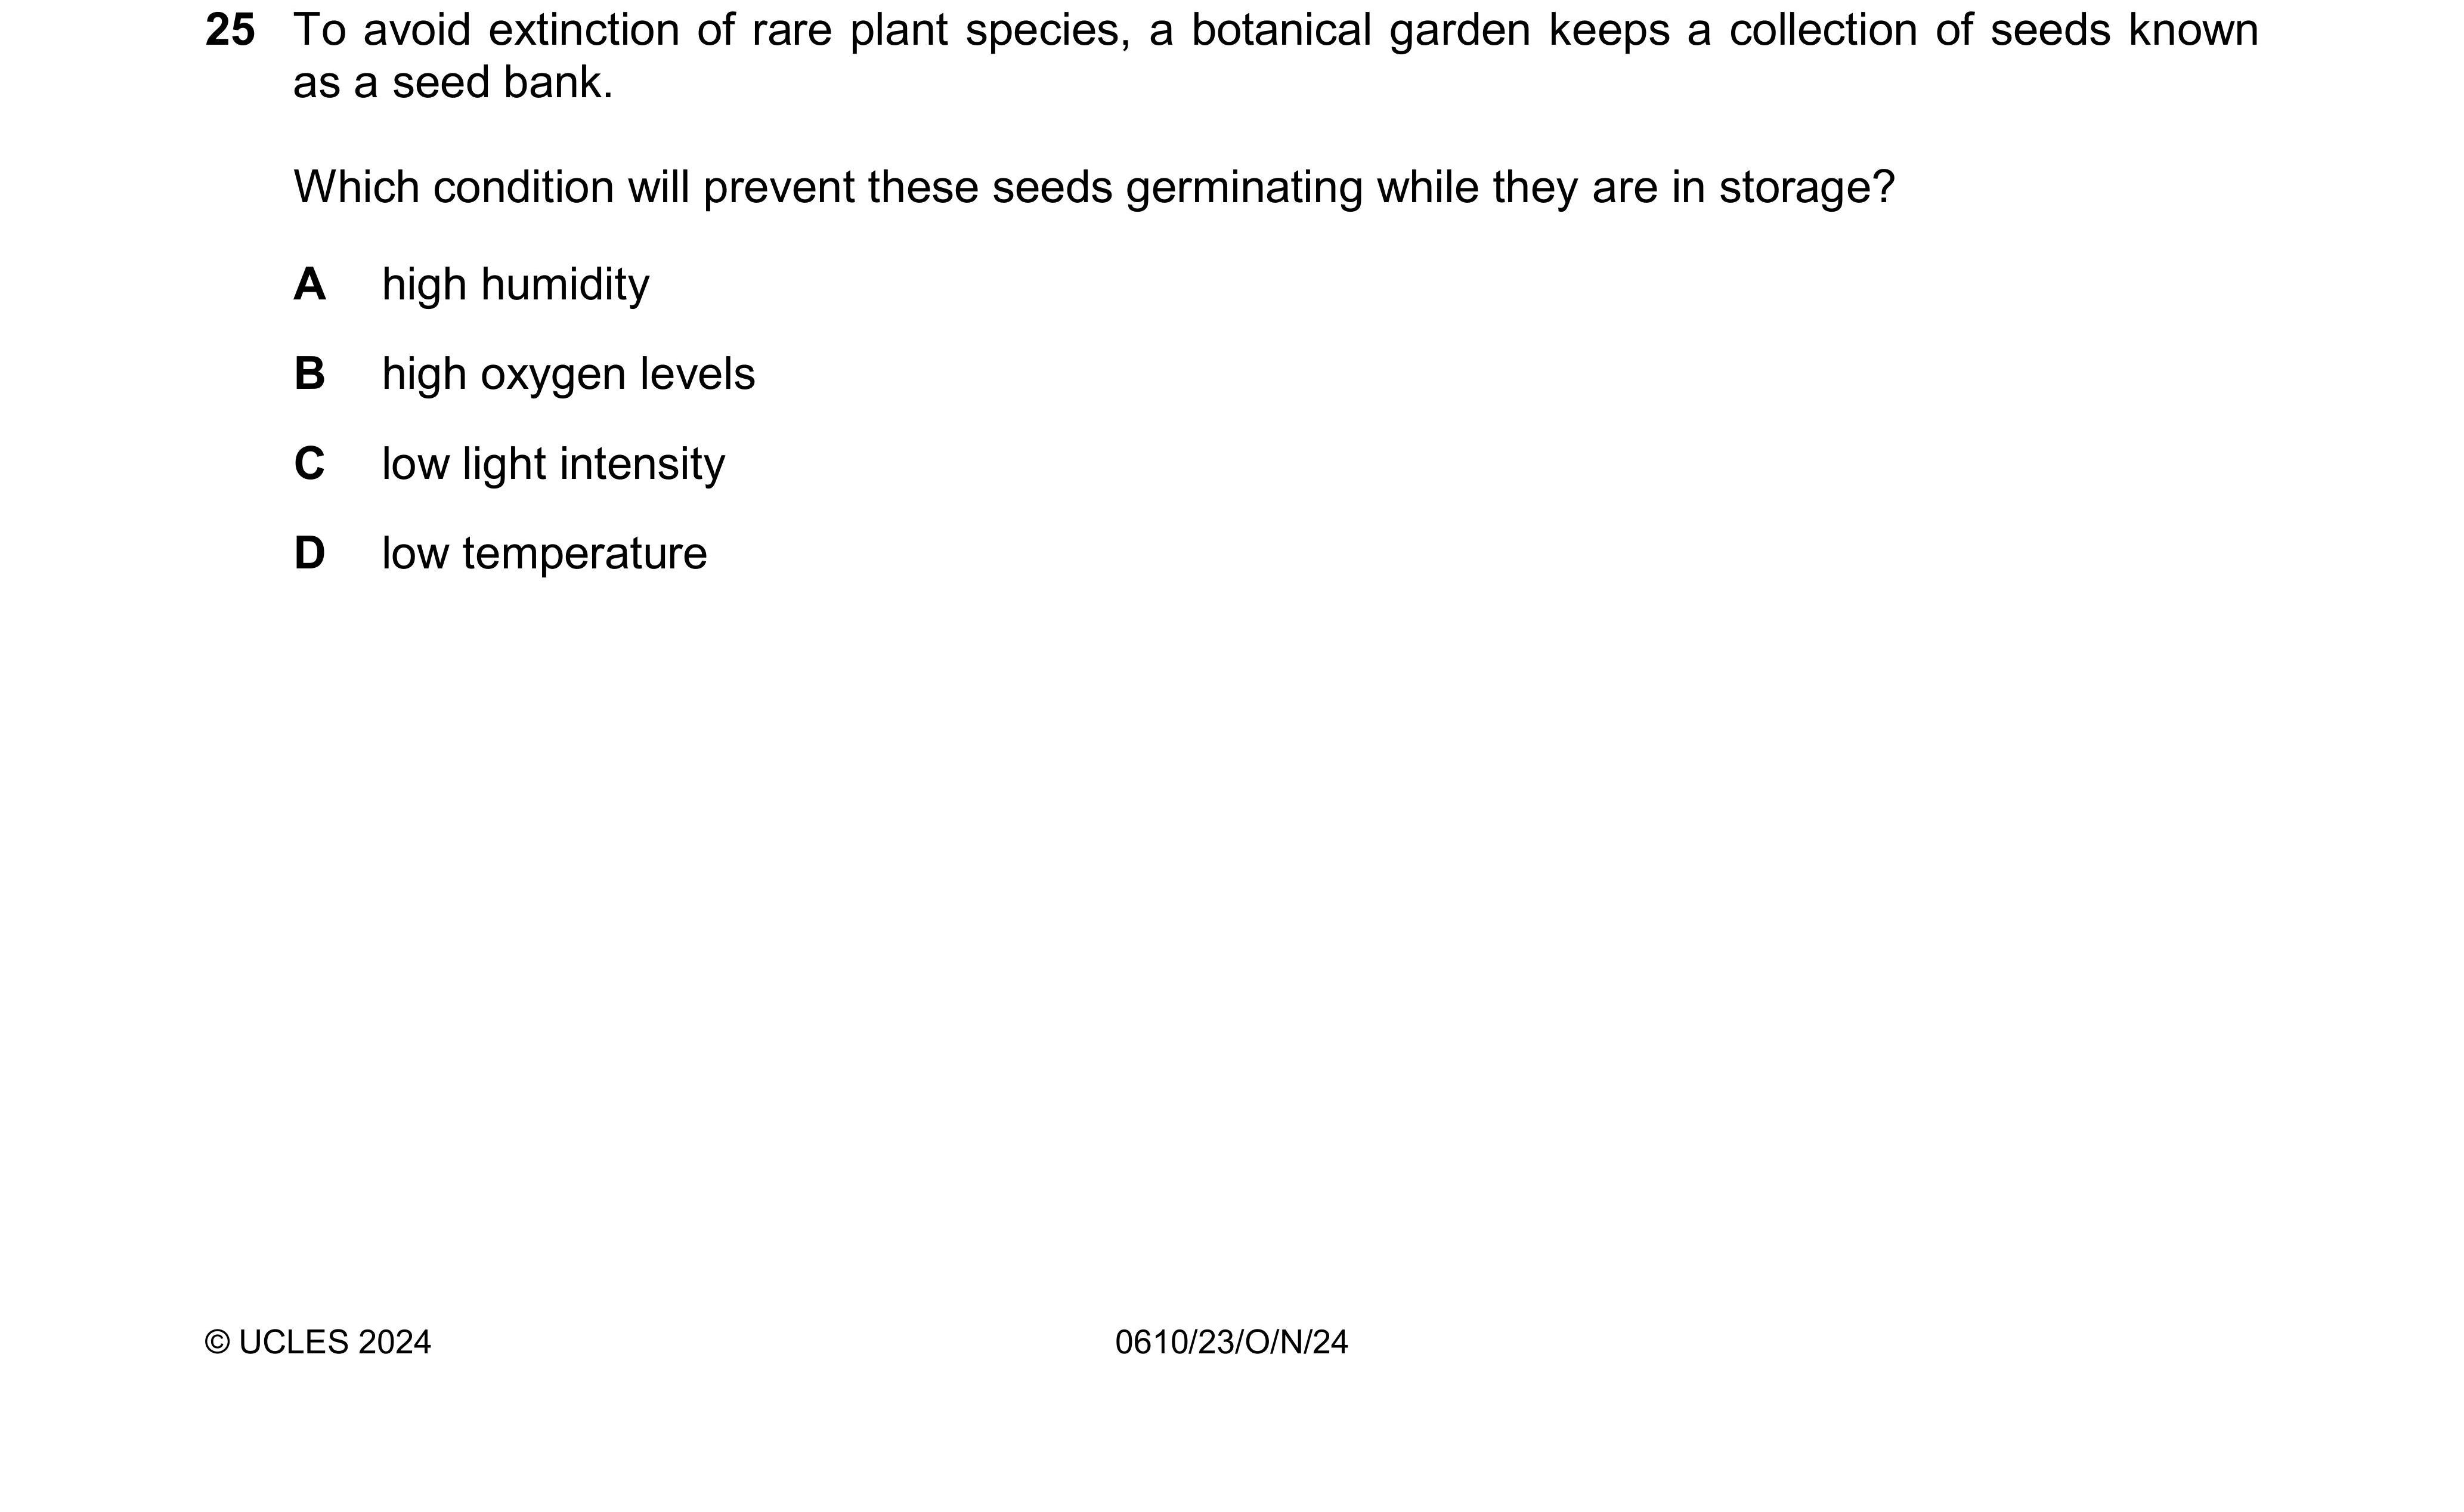 25 To avoid extinction of rare plant species, a botanical garden keeps a collection of seeds known
as a seed bank.
Which condition will prevent these seeds germinating while they are in storage?
A high humidity
B high oxygen levels
C low light intensity
D low temperature
© UCLES 2024 0610/23/O/N/24